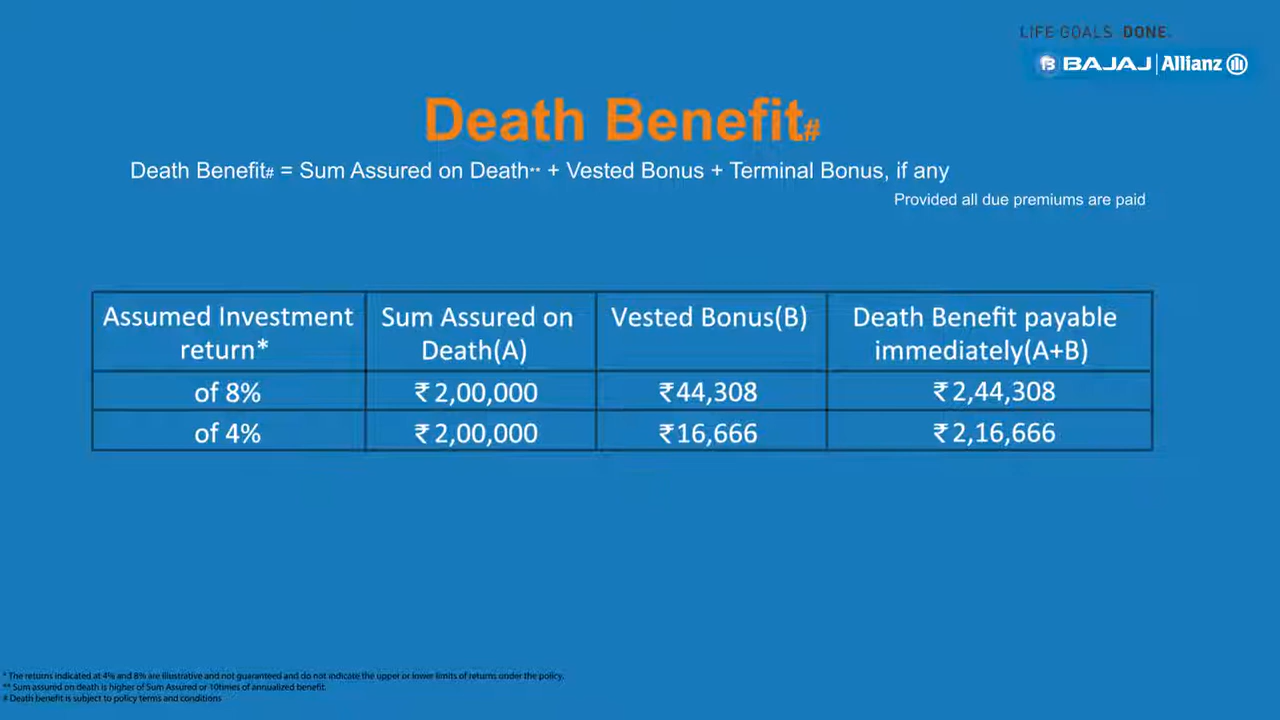 LIFE GOALS. DONE.
BAJAJ | Allianz
Death Benefit#
Death Benefit# = Sum Assured on Death** + Vested Bonus + Terminal Bonus, if any
Provided all due premiums are paid
Assumed Investment return* Sum Assured on Death(A) Vested Bonus(B) Death Benefit payable immediately(A+B)
of 8% ₹2,00,000 ₹44,308 ₹2,44,308
of 4% ₹2,00,000 ₹16,666 ₹2,16,666
* The returns indicated at 4% and 8% are illustrative and not guaranteed and do not indicate the upper or lower limits of returns under the policy.
** Sum assured on death is higher of Sum Assured or 10times of annualized benefit.
# Death benefit is subject to policy terms and conditions